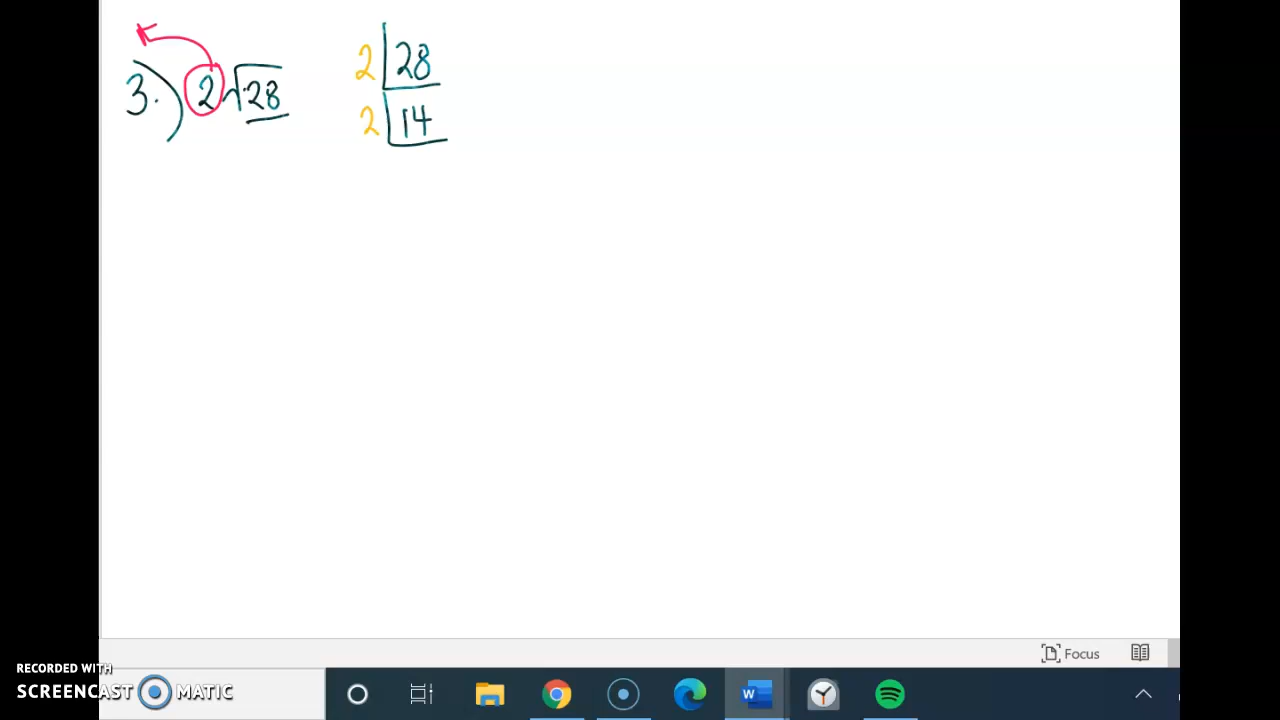 3.) 2√28
2 28
2 14
Focus
RECORDED WITH
SCREENCAST MATIC